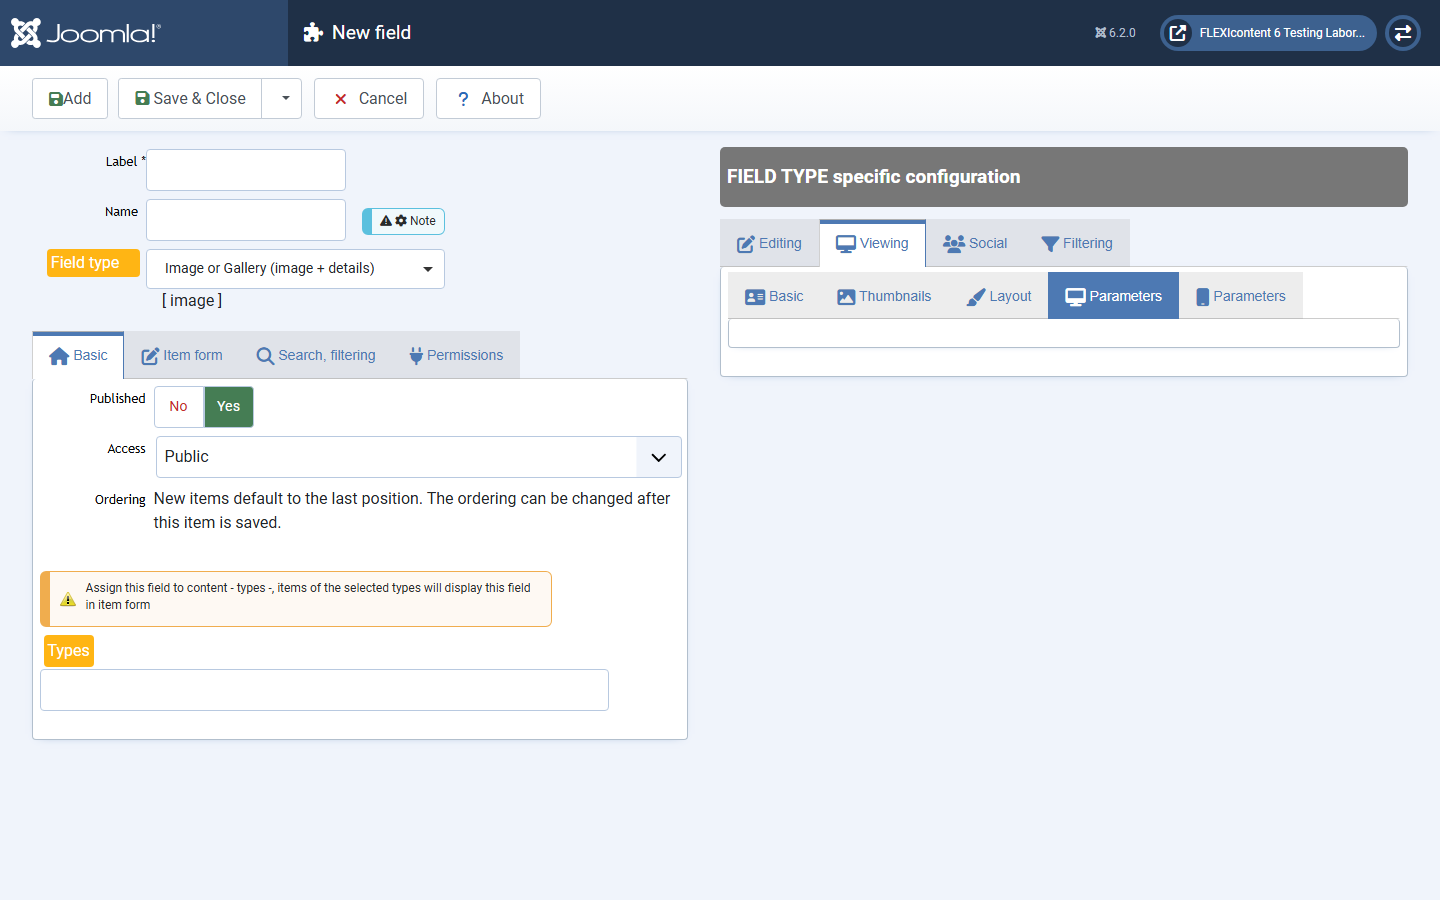 Joomla!®
New field
6.2.0
FLEXIcontent 6 Testing Labor...
Add
Save & Close
Cancel
? About
Label *
Name
Note
Field type
Image or Gallery (image + details)
[ image ]
Basic
Item form
Search, filtering
Permissions
Published
No
Yes
Access
Public
Ordering
New items default to the last position. The ordering can be changed after
this item is saved.
Assign this field to content - types -, items of the selected types will display this field
in item form
Types
FIELD TYPE specific configuration
Editing
Viewing
Social
Filtering
Basic
Thumbnails
Layout
Parameters
Parameters